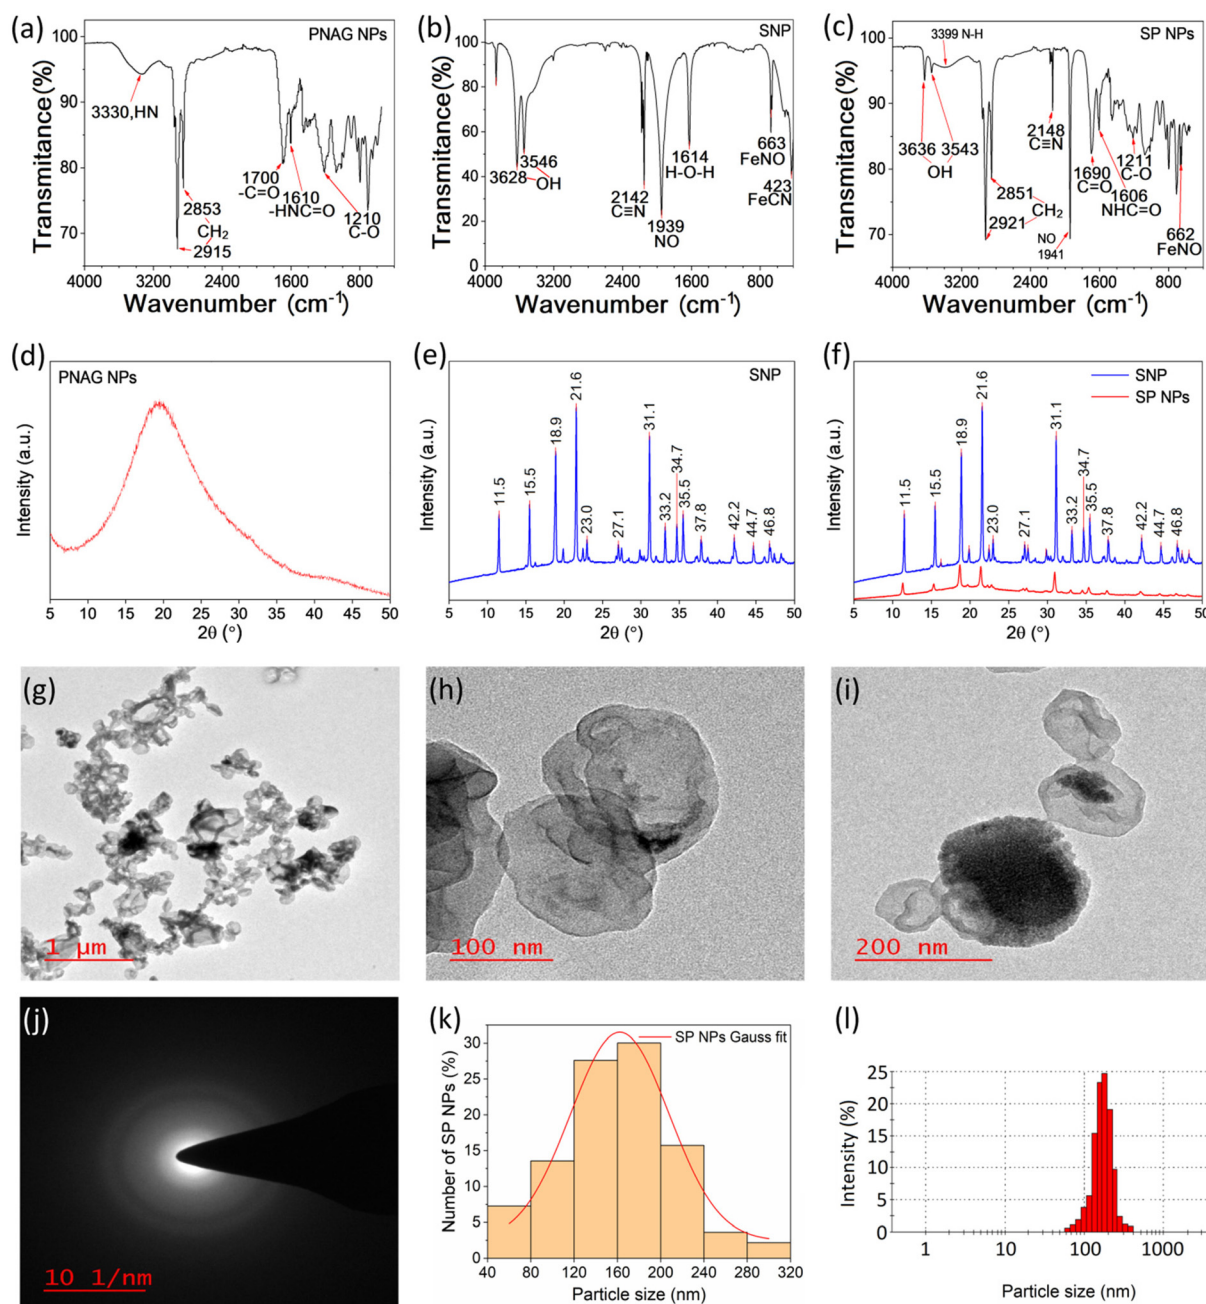 (a)
PNAG NPs
100
90
80
70
Transmitance (%)
3330,HN
2853
CH2
2915
1700
-C=O
1610
-HNC=O
1210
C-O
4000 3200 2400 1600 800
Wavenumber (cm-1)
(b)
SNP
100
80
60
40
20
0
Transmitance (%)
3546
3628
OH
2142
C≡N
1939
NO
1614
H-O-H
663
FeNO
423
FeCN
4000 3200 2400 1600 800
Wavenumber (cm-1)
(c)
SP NPs
3399 N-H
100
90
80
70
Transmitance (%)
3636 3543
OH
2148
C≡N
2851
CH2
2921
NO
1941
1690
C=O
1211
C-O
1606
NHC=O
662
FeNO
4000 3200 2400 1600 800
Wavenumber (cm-1)
(d)
PNAG NPs
Intensity (a.u.)
5 10 15 20 25 30 35 40 45 50
2θ (°)
(e)
SNP
Intensity (a.u.)
11.5
15.5
18.9
21.6
23.0
27.1
31.1
33.2
34.7
35.5
37.8
42.2
44.7
46.8
5 10 15 20 25 30 35 40 45 50
2θ (°)
(f)
SNP
SP NPs
Intensity (a.u.)
11.5
15.5
18.9
21.6
23.0
27.1
31.1
33.2
34.7
35.5
37.8
42.2
44.7
46.8
5 10 15 20 25 30 35 40 45 50
2θ (°)
(g)
1 µm
(h)
100 nm
(i)
200 nm
(j)
10 1/nm
(k)
SP NPs Gauss fit
Number of SP NPs (%)
30
25
20
15
10
5
0
40 80 120 160 200 240 280 320
Particle size (nm)
(l)
Intensity (%)
25
20
15
10
5
0
1 10 100 1000
Particle size (nm)